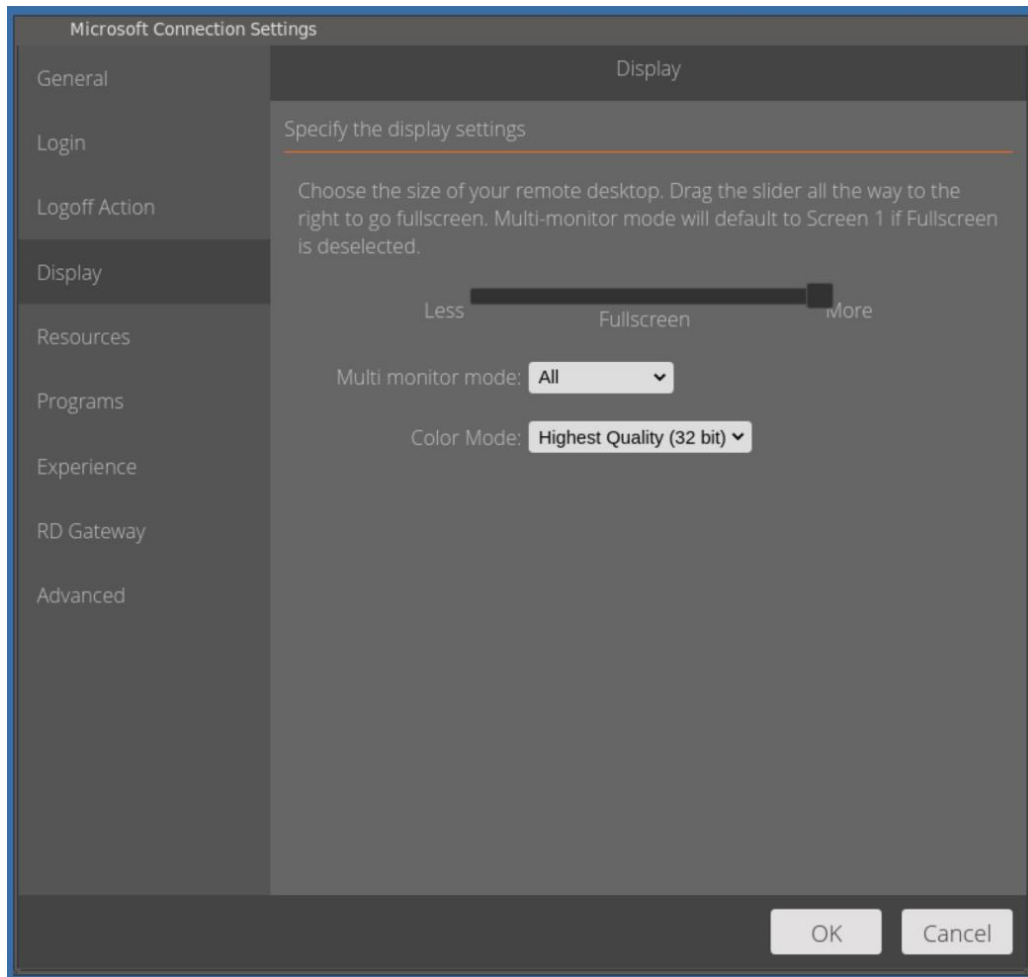 Microsoft Connection Settings
General
Login
Logoff Action
Display
Resources
Programs
Experience
RD Gateway
Advanced
Display
Specify the display settings
Choose the size of your remote desktop. Drag the slider all the way to the
right to go fullscreen. Multi-monitor mode will default to Screen 1 if Fullscreen
is deselected.
Less
Fullscreen
More
Multi monitor mode: All
Color Mode: Highest Quality (32 bit)
OK
Cancel